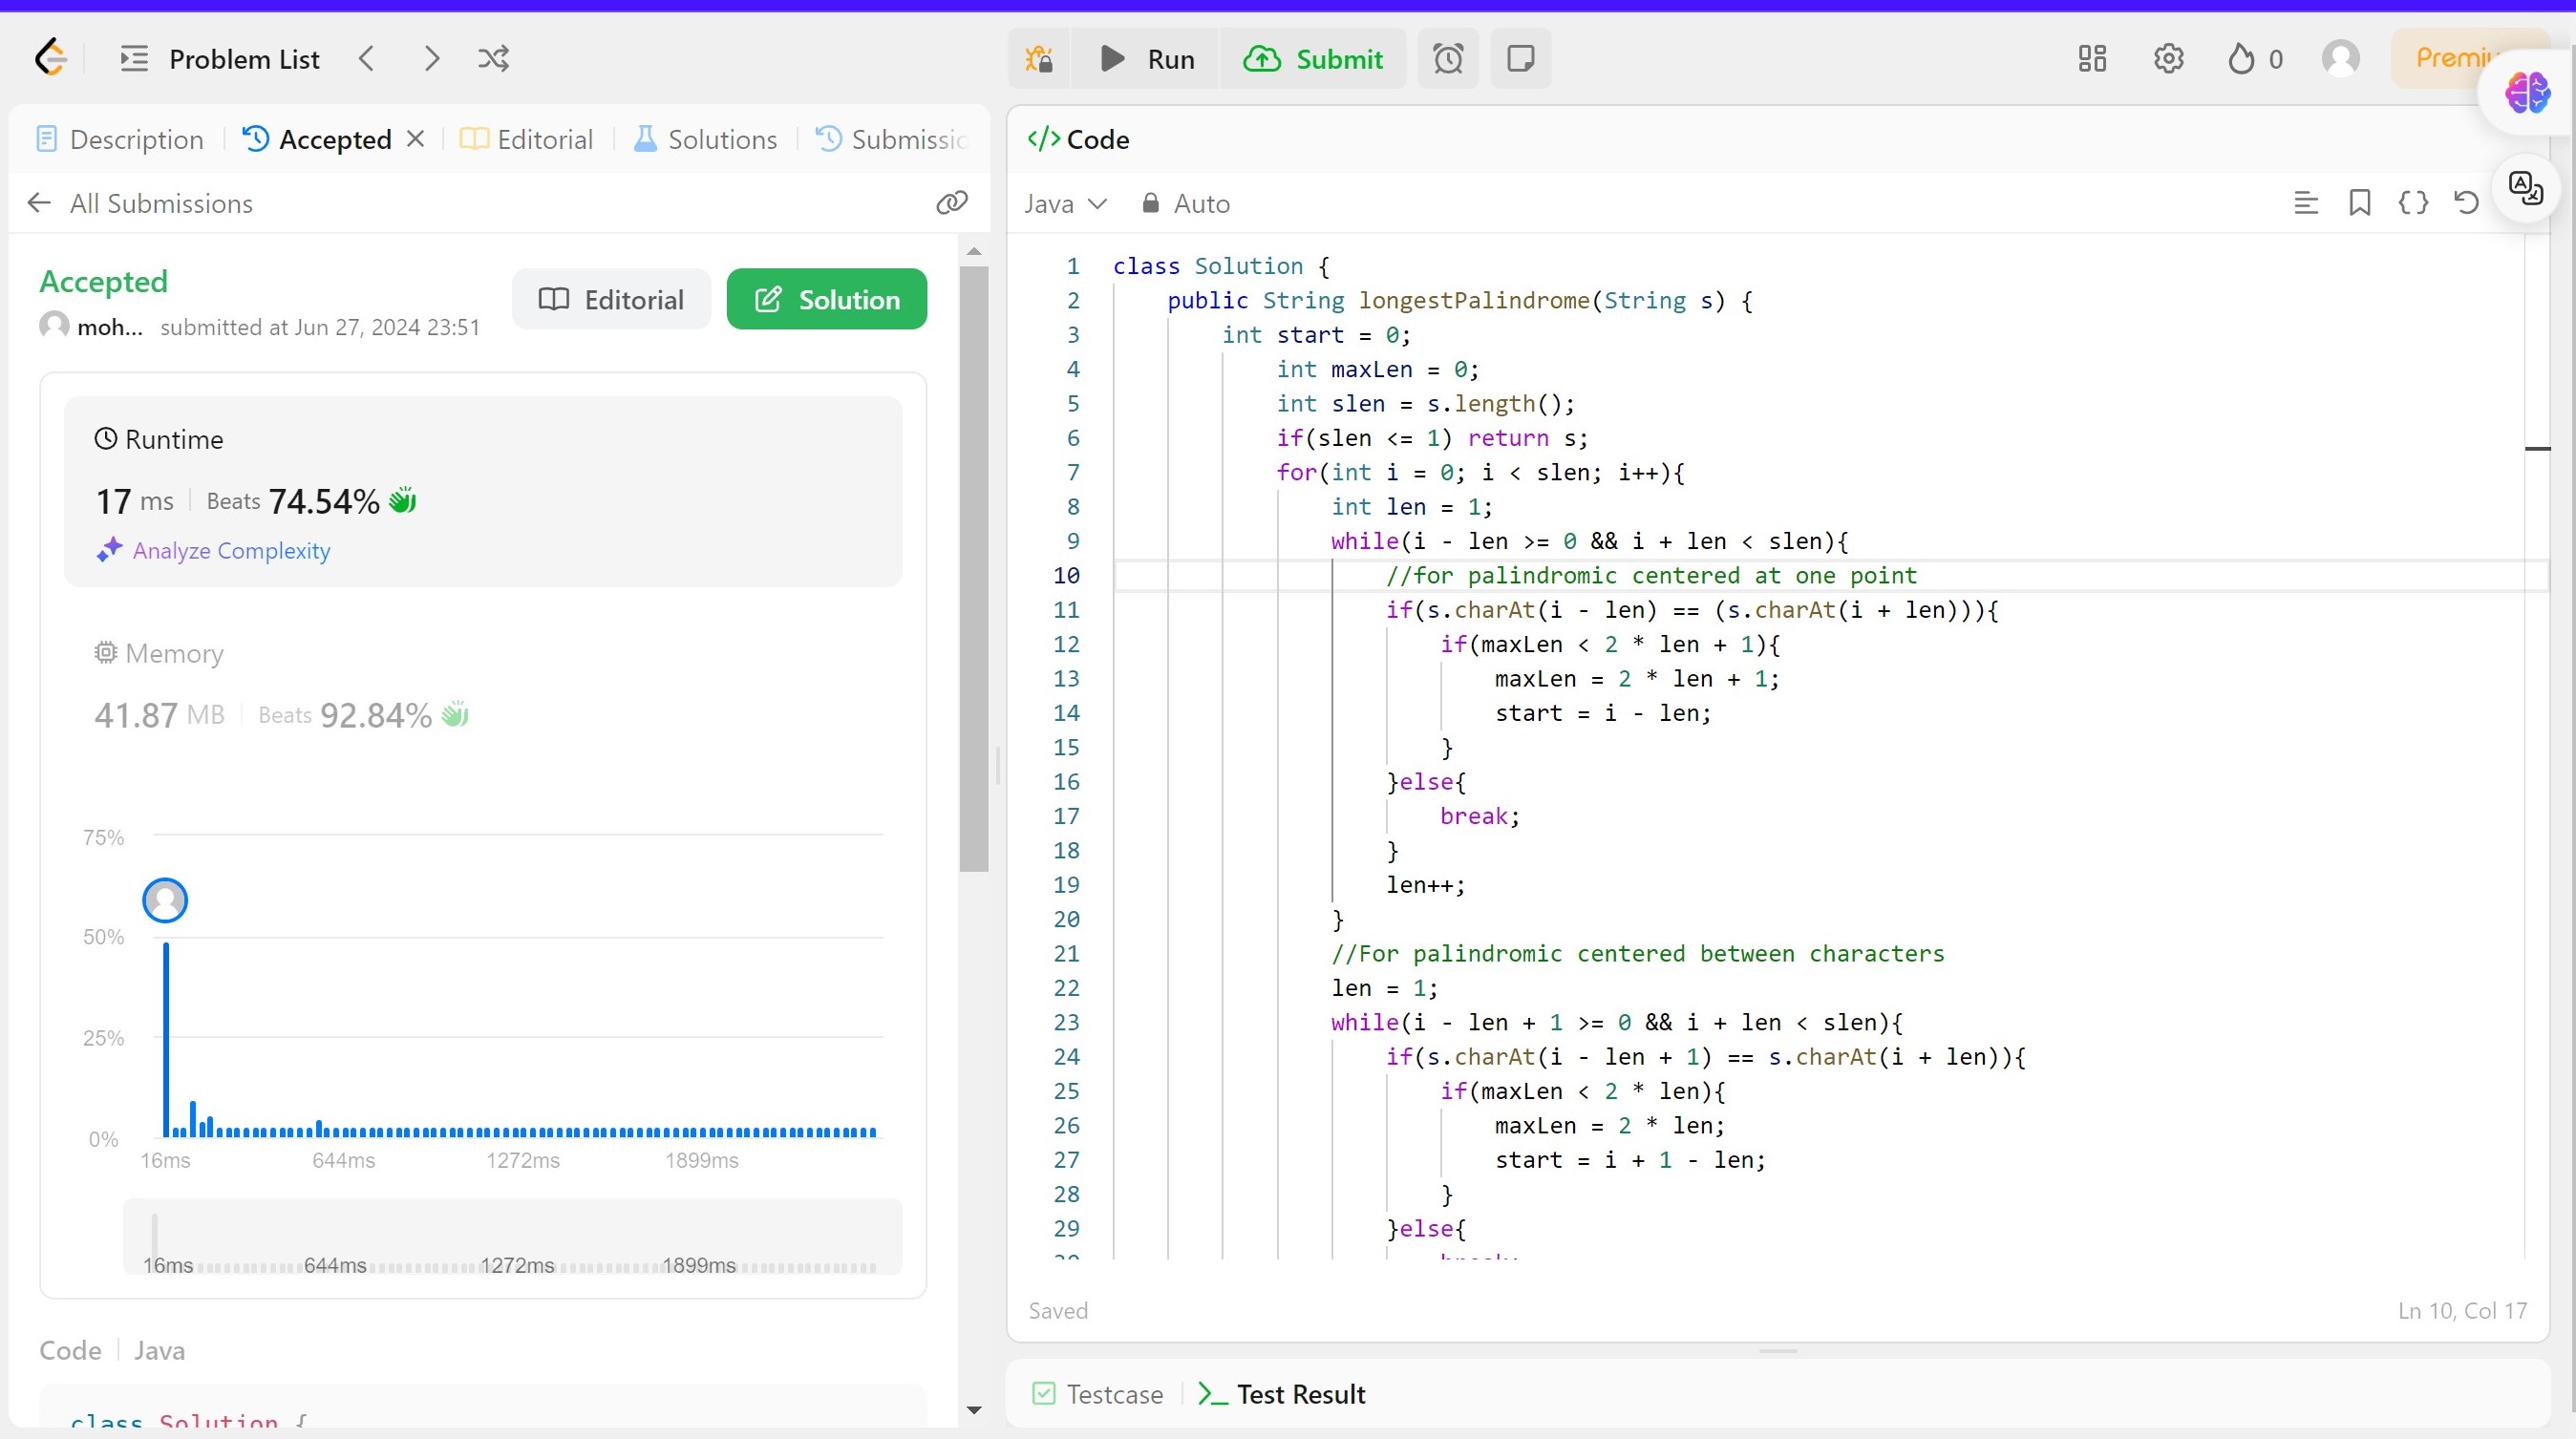 Problem List
Run
Submit
0
Description
Accepted
Editorial
Solutions
All Submissions
Accepted
moh... submitted at Jun 27, 2024 23:51
Editorial
Solution
Runtime
17 ms | Beats 74.54%
Analyze Complexity
Memory
41.87 MB | Beats 92.84%
75%
50%
25%
0%
16ms 644ms 1272ms 1899ms
16ms 644ms 1272ms 1899ms
Code | Java
class Solution {
</> Code
Java Auto
1 class Solution {
2 public String longestPalindrome(String s) {
3 int start = 0;
4 int maxLen = 0;
5 int slen = s.length();
6 if(slen <= 1) return s;
7 for(int i = 0; i < slen; i++){
8 int len = 1;
9 while(i - len >= 0 && i + len < slen){
10 //for palindromic centered at one point
11 if(s.charAt(i - len) == (s.charAt(i + len))){
12 if(maxLen < 2 * len + 1){
13 maxLen = 2 * len + 1;
14 start = i - len;
15 }
16 }else{
17 break;
18 }
19 len++;
20 }
21 //For palindromic centered between characters
22 len = 1;
23 while(i - len + 1 >= 0 && i + len < slen){
24 if(s.charAt(i - len + 1) == s.charAt(i + len)){
25 if(maxLen < 2 * len){
26 maxLen = 2 * len;
27 start = i + 1 - len;
28 }
29 }else{
Saved
Ln 10, Col 17
Testcase
Test Result